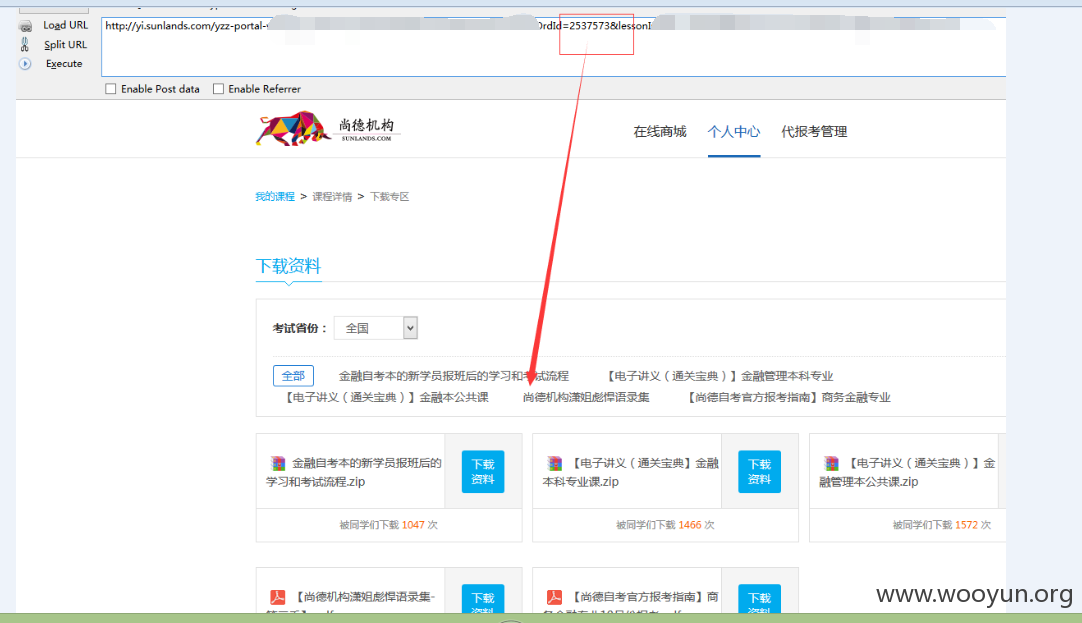 Load URL
http://yi.sunlands.com/yzz-portal- OrdId=2537573&lessonI
Split URL
Execute
Enable Post data Enable Referrer
尚德机构
SUNLANDS.COM
在线商城 个人中心 代报考管理
我的课程 > 课程详情 > 下载专区
下载资料
考试省份： 全国
全部 金融自考本的新学员报班后的学习和考试流程 【电子讲义（通关宝典）】金融管理本科专业
【电子讲义（通关宝典）】金融本公共课 尚德机构潇姐彪悍语录集 【尚德自考官方报考指南】商务金融专业
金融自考本的新学员报班后的
学习和考试流程.zip
下载
资料
被同学们下载 1047 次
【电子讲义（通关宝典】金融
本科专业课.zip
下载
资料
被同学们下载 1466 次
【电子讲义（通关宝典）】金
融管理本公共课.zip
被同学们下载 1572 次
【尚德机构潇姐彪悍语录集-
下载
资料
【尚德自考官方报考指南】商
下载
资料
www.wooyun.org